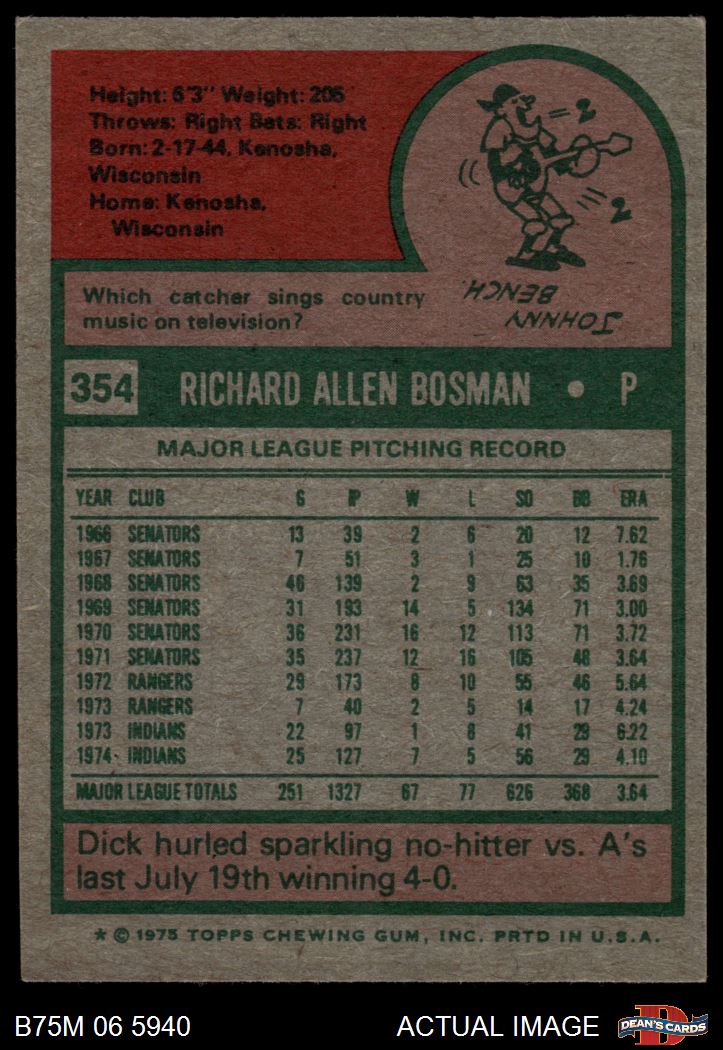 Height: 6'3" Weight: 205
Throws: Right Bats: Right
Born: 2-17-44, Kenosha,
Wisconsin
Home: Kenosha,
Wisconsin
2
2
Which catcher sings country
music on television?
JOHNNY
BENCH
354 RICHARD ALLEN BOSMAN • P
MAJOR LEAGUE PITCHING RECORD
YEAR CLUB G IP W L SO BB ERA
1966 SENATORS 13 39 2 6 20 12 7.62
1967 SENATORS 7 51 3 1 25 10 1.76
1968 SENATORS 46 139 2 9 63 35 3.69
1969 SENATORS 31 193 14 5 134 71 3.00
1970 SENATORS 36 231 16 12 113 71 3.72
1971 SENATORS 35 237 12 16 105 48 3.64
1972 RANGERS 29 173 8 10 55 46 5.64
1973 RANGERS 7 40 2 5 14 17 4.24
1973 INDIANS 22 97 1 8 41 29 6.22
1974 INDIANS 25 127 7 5 56 29 4.10
MAJOR LEAGUE TOTALS 251 1327 67 77 626 368 3.64
Dick hurled sparkling no-hitter vs. A's
last July 19th winning 4-0.
* © 1975 TOPPS CHEWING GUM, INC. PRTD IN U.S.A.
B75M 06 5940 ACTUAL IMAGE D DEAN'S CARDS